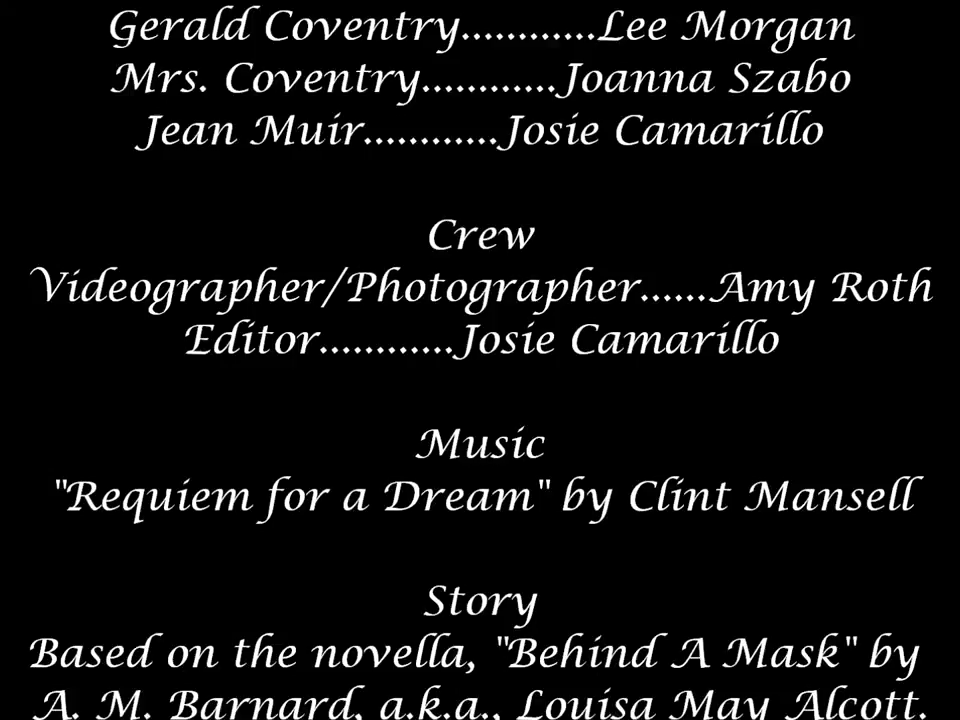 Gerald Coventry............Lee Morgan
Mrs. Coventry............Joanna Szabo
Jean Muir............Josie Camarillo
Crew
Videographer/Photographer......Amy Roth
Editor............Josie Camarillo
Music
"Requiem for a Dream" by Clint Mansell
Story
Based on the novella, "Behind A Mask" by
A. M. Barnard, a.k.a., Louisa May Alcott.